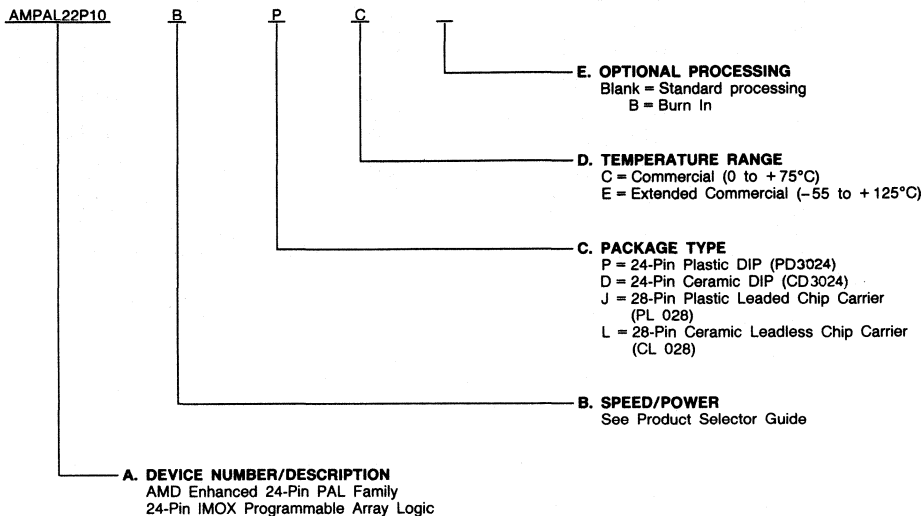 AMPAL22P10 B P C
E. OPTIONAL PROCESSING
Blank = Standard processing
B = Burn In
D. TEMPERATURE RANGE
C = Commercial (0 to +75°C)
E = Extended Commercial (−55 to +125°C)
C. PACKAGE TYPE
P = 24-Pin Plastic DIP (PD3024)
D = 24-Pin Ceramic DIP (CD3024)
J = 28-Pin Plastic Leaded Chip Carrier
(PL 028)
L = 28-Pin Ceramic Leadless Chip Carrier
(CL 028)
B. SPEED/POWER
See Product Selector Guide
A. DEVICE NUMBER/DESCRIPTION
AMD Enhanced 24-Pin PAL Family
24-Pin IMOX Programmable Array Logic